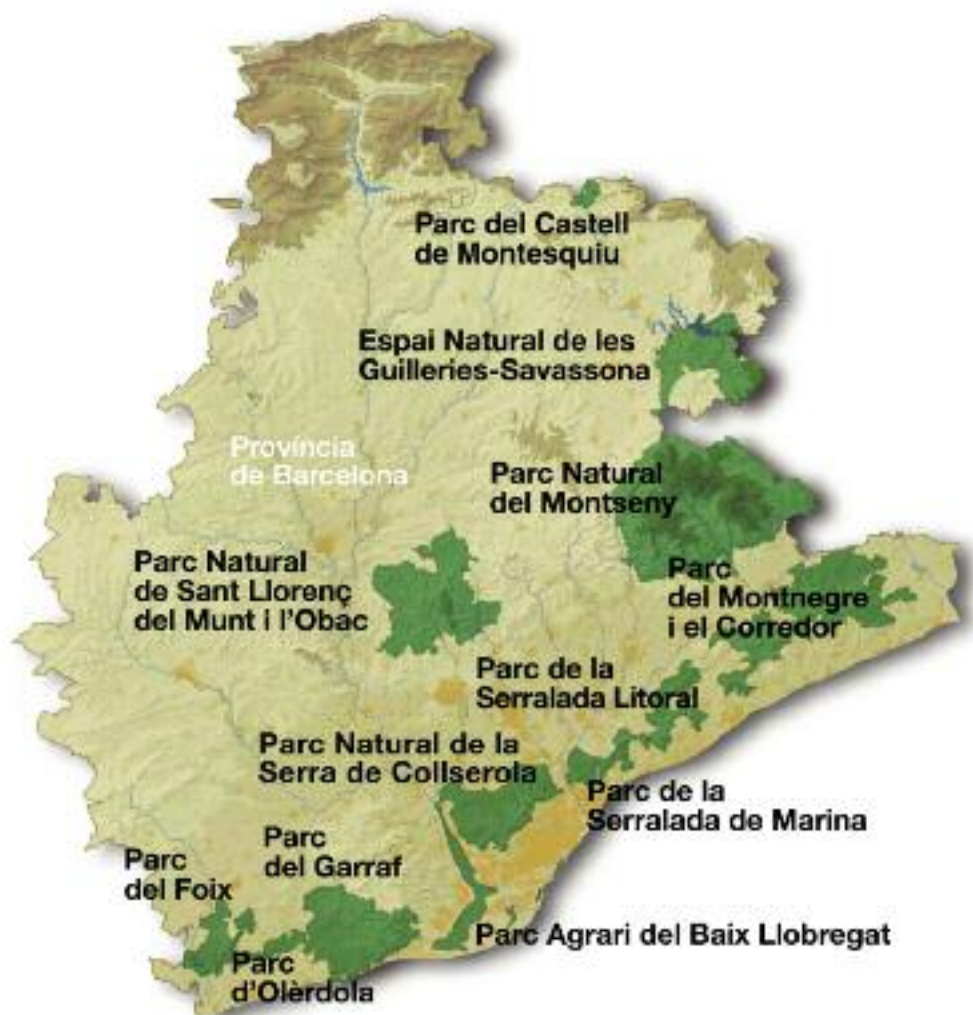 Parc del Castell
de Montesquiu
Espai Natural de les
Guilleries-Savassona
Província
de Barcelona
Parc Natural
del Montseny
Parc Natural
de Sant Llorenç
del Munt i l'Obac
Parc
del Montnegre
i el Corredor
Parc de la
Serralada Litoral
Parc Natural de la
Serra de Collserola
Parc de la
Serralada de Marina
Parc
del Garraf
Parc
del Foix
Parc Agrari del Baix Llobregat
Parc
d'Olèrdola